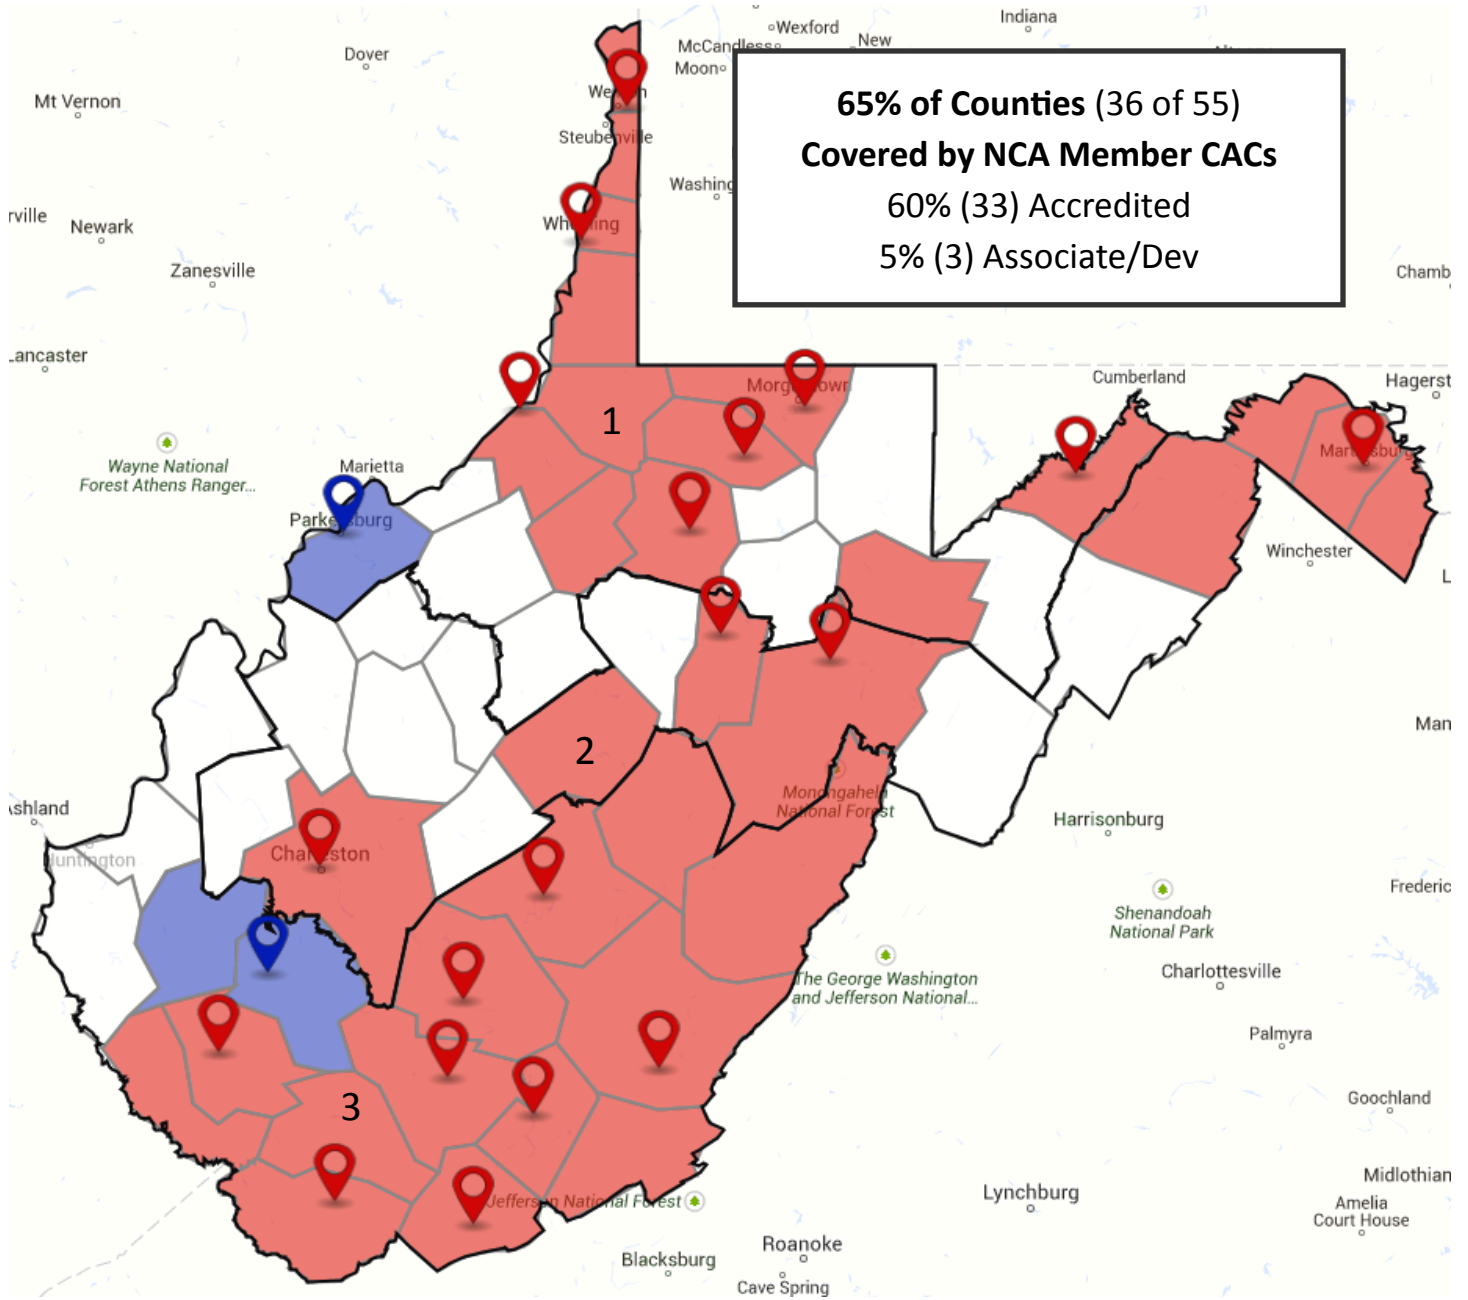 Indiana
Wexford
New
Dover
McCandless
Moon
65% of Counties (36 of 55)
Covered by NCA Member CACs
60% (33) Accredited
5% (3) Associate/Dev
Mt Vernon
Steubenville
Washing
rville
Newark
Zanesville
Chamb
ancaster
Cumberland
Hagerst
1
Wayne National
Forest Athens Ranger...
Marietta
Winchester
L
2
Man
Monongahela
National Forest
Ashland
Harrisonburg
Huntington
Charleston
Frederic
Shenandoah
National Park
The George Washington
and Jefferson National...
Charlottesville
Palmyra
3
Goochland
Midlothian
Lynchburg
Jefferson National Forest
Amelia
Court House
Roanoke
Blacksburg
Cave Spring